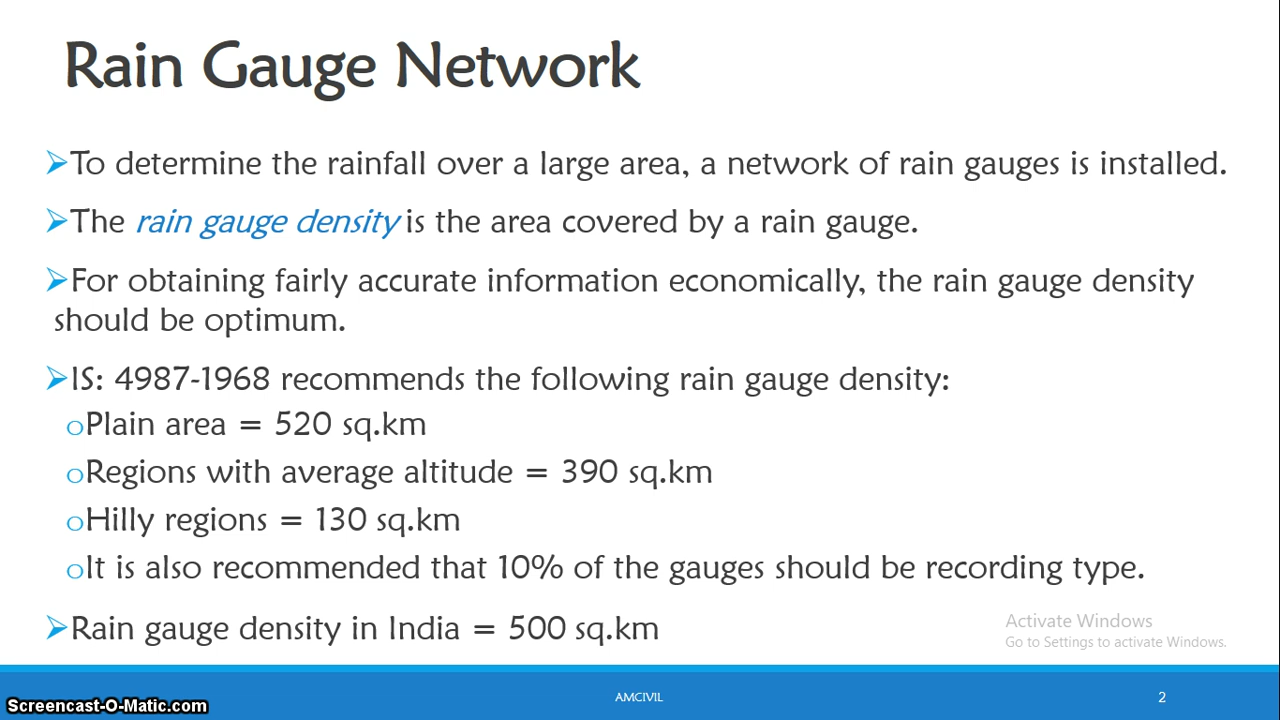 Rain Gauge Network
➢To determine the rainfall over a large area, a network of rain gauges is installed.
➢The rain gauge density is the area covered by a rain gauge.
➢For obtaining fairly accurate information economically, the rain gauge density
should be optimum.
➢IS: 4987-1968 recommends the following rain gauge density:
oPlain area = 520 sq.km
oRegions with average altitude = 390 sq.km
oHilly regions = 130 sq.km
oIt is also recommended that 10% of the gauges should be recording type.
➢Rain gauge density in India = 500 sq.km
Activate Windows
Go to Settings to activate Windows.
Screencast-O-Matic.com
AMCIVIL
2